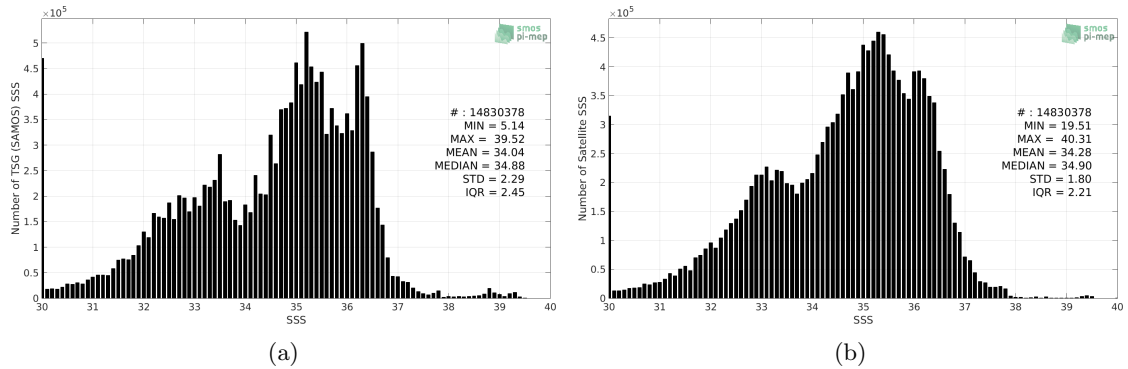 ×10⁵
smos
pi-mep
Number of TSG (SAMOS) SSS
5
4.5
4
3.5
3
2.5
2
1.5
1
0.5
0
# : 14830378
MIN = 5.14
MAX = 39.52
MEAN = 34.04
MEDIAN = 34.88
STD = 2.29
IQR = 2.45
30 31 32 33 34 35 36 37 38 39 40
SSS
(a)
×10⁵
smos
pi-mep
Number of Satellite SSS
4.5
4
3.5
3
2.5
2
1.5
1
0.5
0
# : 14830378
MIN = 19.51
MAX = 40.31
MEAN = 34.28
MEDIAN = 34.90
STD = 1.80
IQR = 2.21
30 31 32 33 34 35 36 37 38 39 40
SSS
(b)